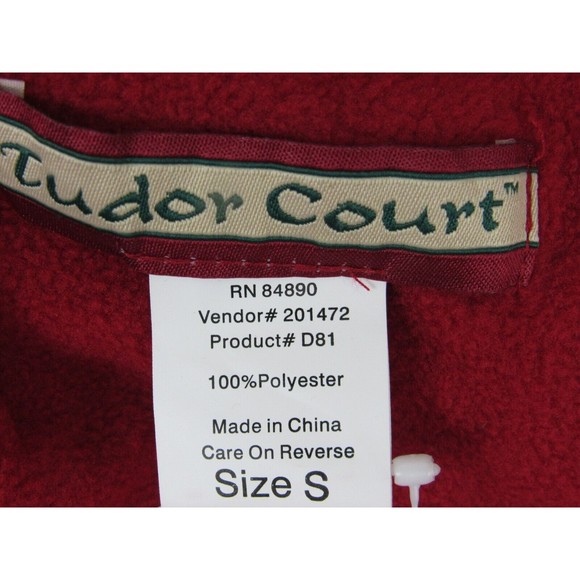 Tudor Court™
RN 84890
Vendor# 201472
Product# D81
100%Polyester
Made in China
Care On Reverse
Size S